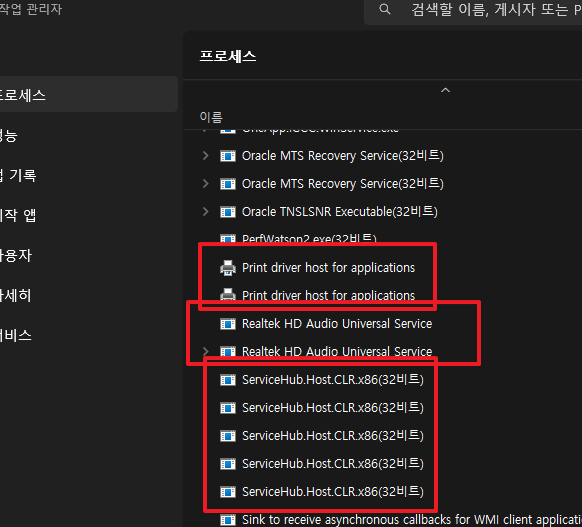 작업 관리자
검색할 이름, 게시자 또는 P
프로세스
프로세스
이름
성능
앱 기록
시작 앱
사용자
자세히
서비스
OneApp.IGCC.WinService.exe
Oracle MTS Recovery Service(32비트)
Oracle MTS Recovery Service(32비트)
Oracle TNSLSNR Executable(32비트)
PerfWatson2.exe(32비트)
Print driver host for applications
Print driver host for applications
Realtek HD Audio Universal Service
Realtek HD Audio Universal Service
ServiceHub.Host.CLR.x86(32비트)
ServiceHub.Host.CLR.x86(32비트)
ServiceHub.Host.CLR.x86(32비트)
ServiceHub.Host.CLR.x86(32비트)
ServiceHub.Host.CLR.x86(32비트)
Sink to receive asynchronous callbacks for WMI client applicatio